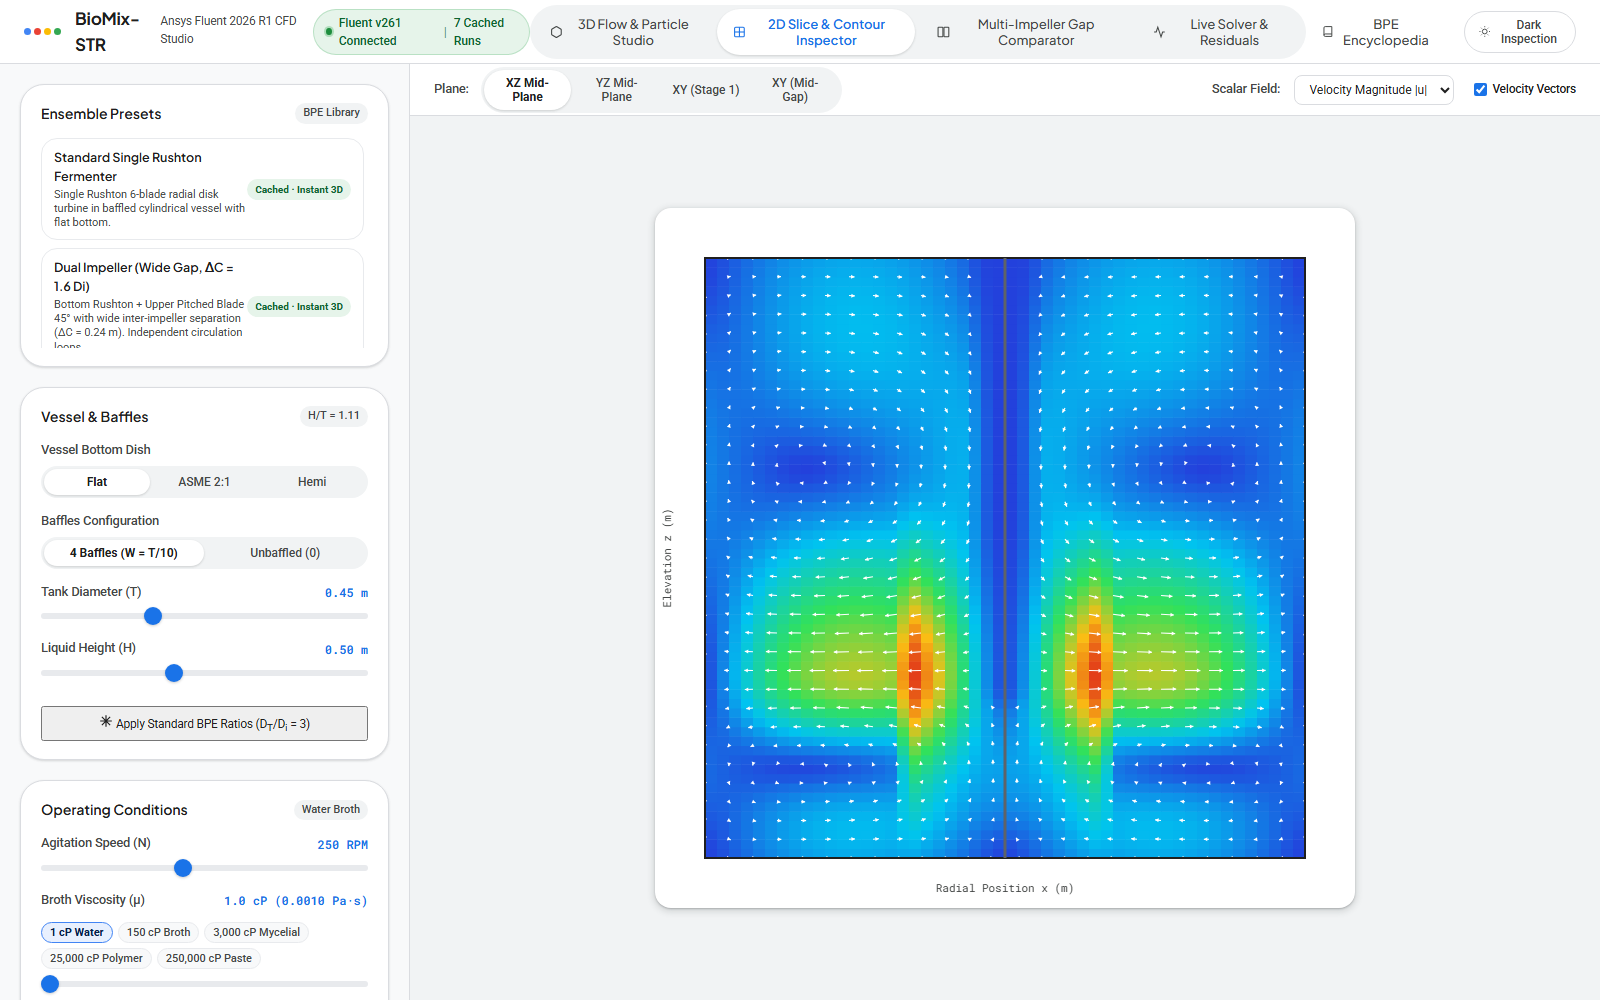 BioMix-STR
Ansys Fluent 2026 R1 CFD Studio
Fluent v261 Connected | 7 Cached Runs
3D Flow & Particle Studio
2D Slice & Contour Inspector
Multi-Impeller Gap Comparator
Live Solver & Residuals
BPE Encyclopedia
Dark Inspection
Ensemble Presets
BPE Library
Standard Single Rushton Fermenter
Single Rushton 6-blade radial disk turbine in baffled cylindrical vessel with flat bottom.
Cached · Instant 3D
Dual Impeller (Wide Gap, ΔC = 1.6 Di)
Bottom Rushton + Upper Pitched Blade 45° with wide inter-impeller separation (ΔC = 0.24 m). Independent circulation loops.
Cached · Instant 3D
Vessel & Baffles
H/T = 1.11
Vessel Bottom Dish
Flat
ASME 2:1
Hemi
Baffles Configuration
4 Baffles (W = T/10)
Unbaffled (0)
Tank Diameter (T)
0.45 m
Liquid Height (H)
0.50 m
Apply Standard BPE Ratios (DT/Di = 3)
Operating Conditions
Water Broth
Agitation Speed (N)
250 RPM
Broth Viscosity (μ)
1.0 cP (0.0010 Pa·s)
1 cP Water
150 cP Broth
3,000 cP Mycelial
25,000 cP Polymer
250,000 cP Paste
Plane:
XZ Mid-Plane
YZ Mid-Plane
XY (Stage 1)
XY (Mid-Gap)
Scalar Field:
Velocity Magnitude |u|
Velocity Vectors
Elevation z (m)
Radial Position x (m)